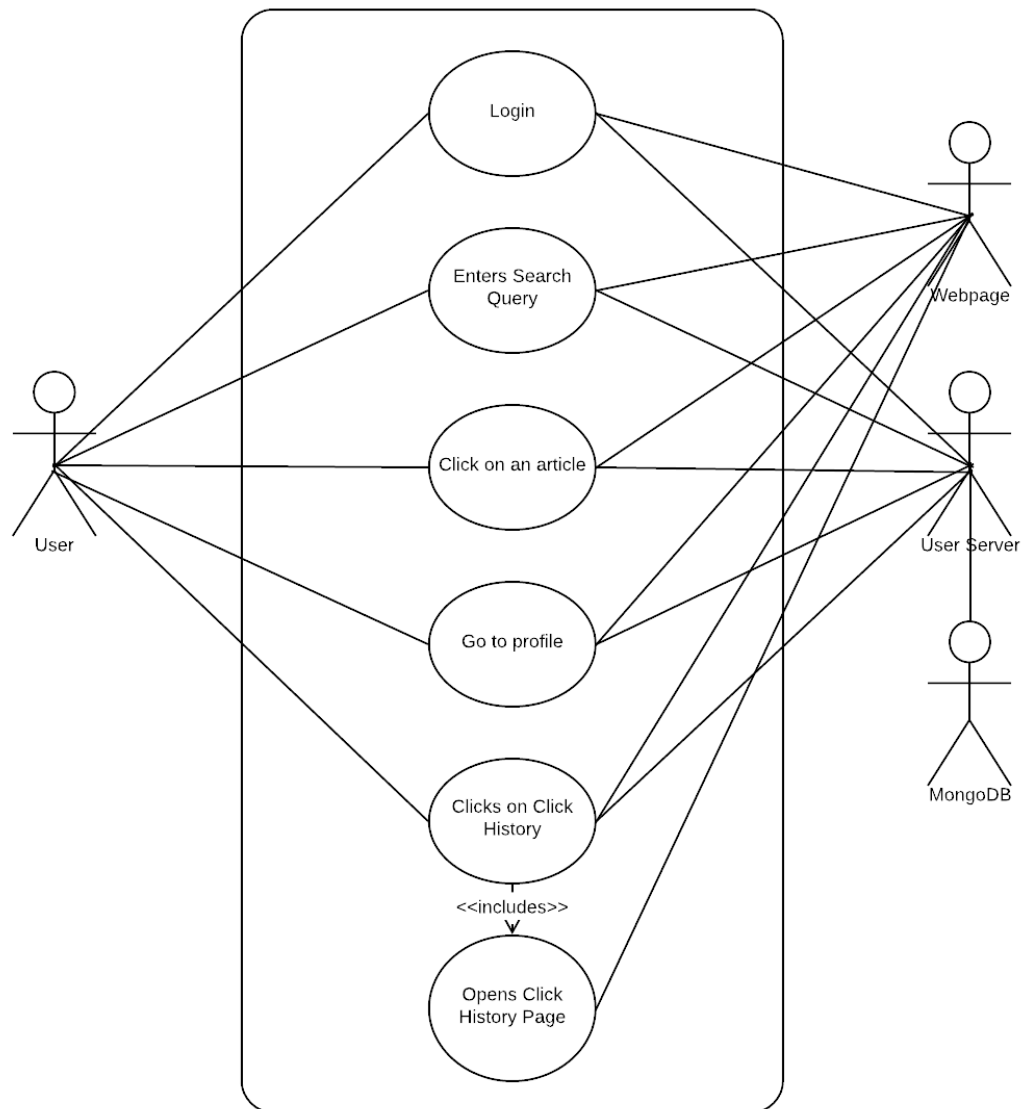 Login
Enters Search
Query
Click on an article
Go to profile
Clicks on Click
History
<<includes>>
Opens Click
History Page
User
Webpage
User Server
MongoDB